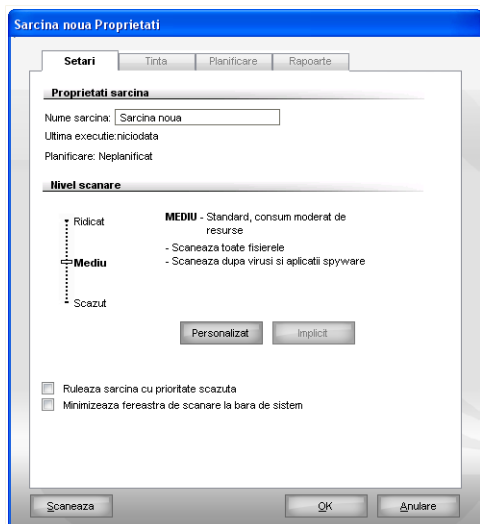 Sarcina noua Proprietati
Setari Tinta Planificare Rapoarte
Proprietati sarcina
Nume sarcina: Sarcina noua
Ultima executie:niciodata
Planificare: Neplanificat
Nivel scanare
Ridicat
Mediu
Scazut
MEDIU - Standard, consum moderat de
resurse
- Scaneaza toate fisierele
- Scaneaza dupa virusi si aplicatii spyware
Personalizat Implicit
Ruleaza sarcina cu prioritate scazuta
Minimizeaza fereastra de scanare la bara de sistem
Scaneaza OK Anulare